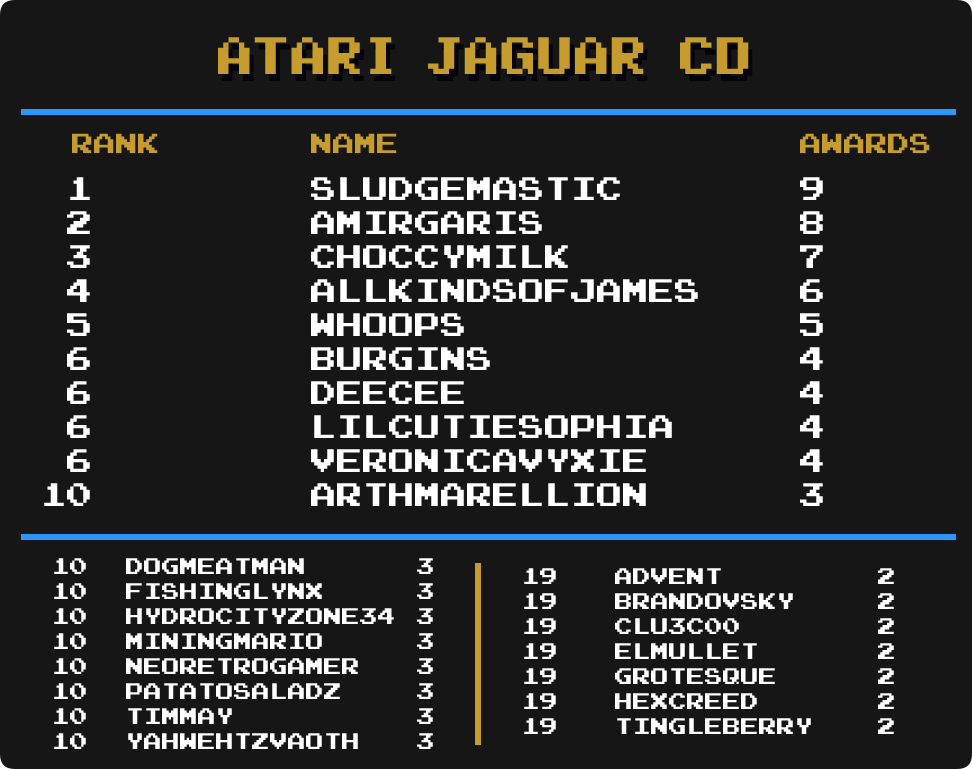 ATARI JAGUAR CD
RANK NAME AWARDS
1 SLUDGEMASTIC 9
2 AMIRGARIS 8
3 CHOCCYMILK 7
4 ALLKINDSOFJAMES 6
5 WHOOPS 5
6 BURGINS 4
6 DEECEE 4
6 LILCUTIESOPHIA 4
6 VERONICAVYXIE 4
10 ARTHMARELLION 3
10 DOGMEATMAN 3
10 FISHINGLYNX 3
10 HYDROCITYZONE34 3
10 MININGMARIO 3
10 NEORETROGAMER 3
10 PATATOSALADZ 3
10 TIMMAY 3
10 YAHWEHTZVAOTH 3
19 ADVENT 2
19 BRANDOVSKY 2
19 CLU3C00 2
19 ELMULLET 2
19 GROTESQUE 2
19 HEXCREED 2
19 TINGLEBERRY 2